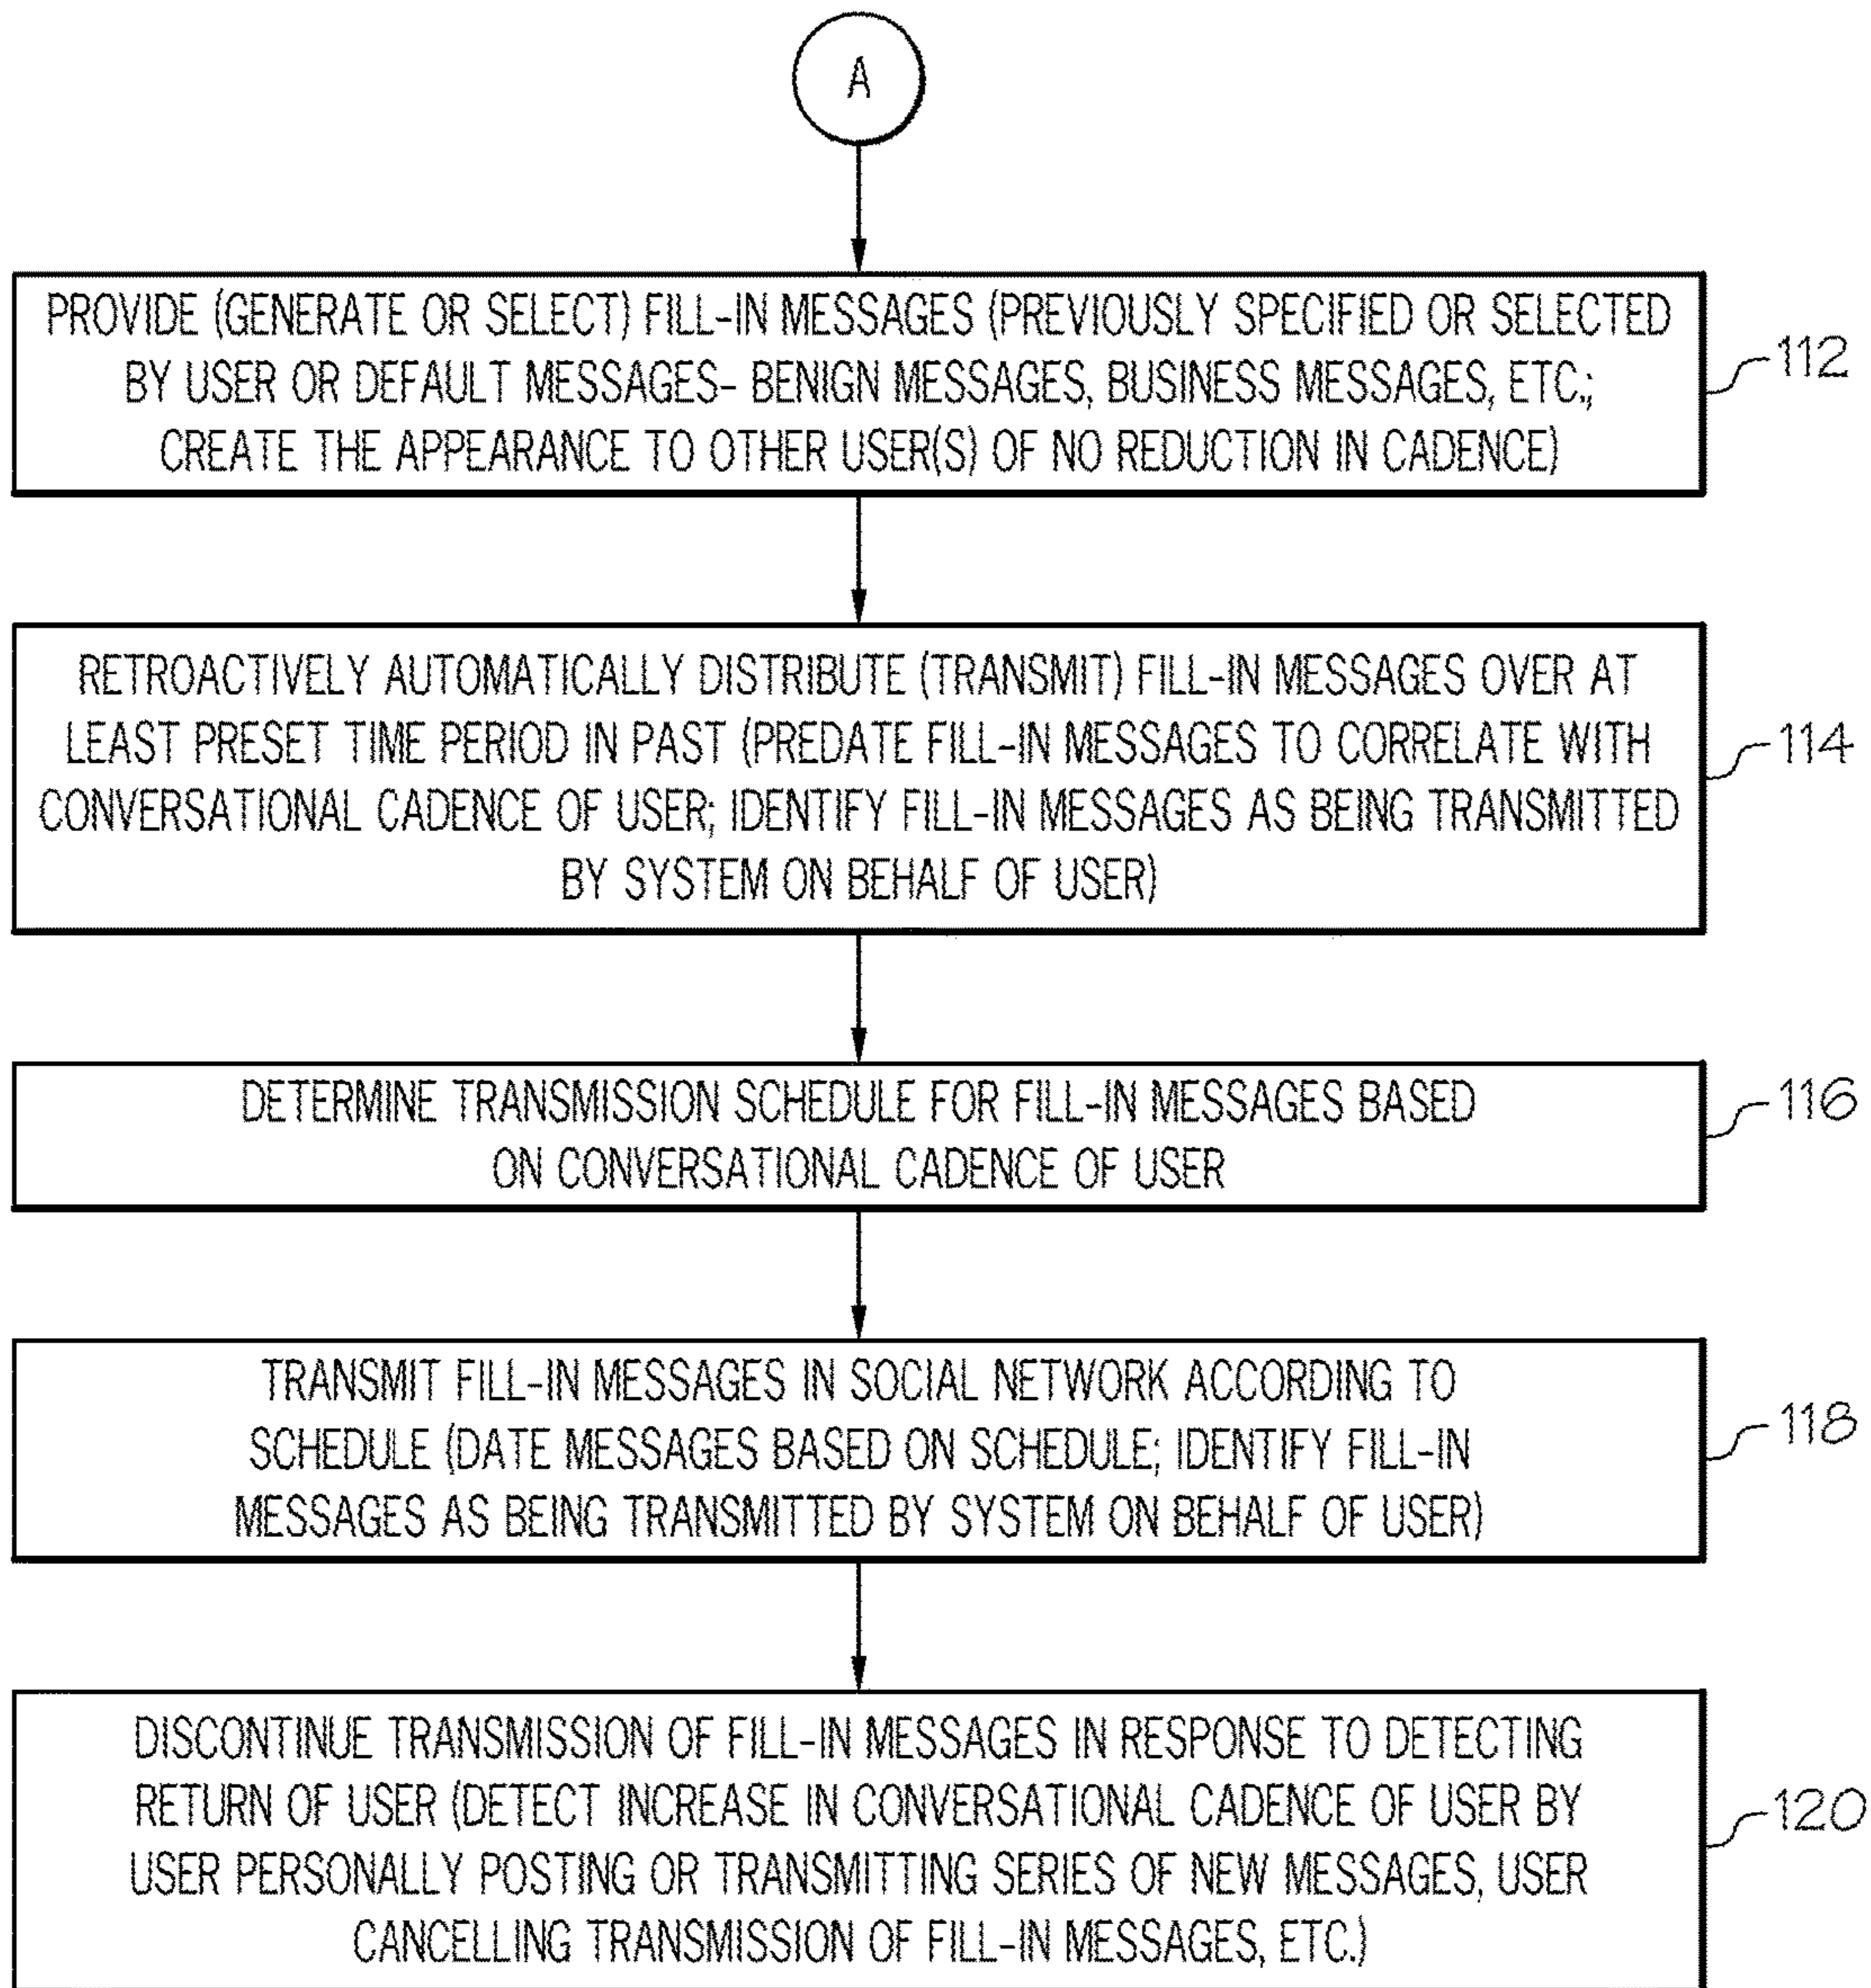 A
PROVIDE (GENERATE OR SELECT) FILL-IN MESSAGES (PREVIOUSLY SPECIFIED OR SELECTED
BY USER OR DEFAULT MESSAGES- BENIGN MESSAGES, BUSINESS MESSAGES, ETC.;
CREATE THE APPEARANCE TO OTHER USER(S) OF NO REDUCTION IN CADENCE)
112
RETROACTIVELY AUTOMATICALLY DISTRIBUTE (TRANSMIT) FILL-IN MESSAGES OVER AT
LEAST PRESET TIME PERIOD IN PAST (PREDATE FILL-IN MESSAGES TO CORRELATE WITH
CONVERSATIONAL CADENCE OF USER; IDENTIFY FILL-IN MESSAGES AS BEING TRANSMITTED
BY SYSTEM ON BEHALF OF USER)
114
DETERMINE TRANSMISSION SCHEDULE FOR FILL-IN MESSAGES BASED
ON CONVERSATIONAL CADENCE OF USER
116
TRANSMIT FILL-IN MESSAGES IN SOCIAL NETWORK ACCORDING TO
SCHEDULE (DATE MESSAGES BASED ON SCHEDULE; IDENTIFY FILL-IN
MESSAGES AS BEING TRANSMITTED BY SYSTEM ON BEHALF OF USER)
118
DISCONTINUE TRANSMISSION OF FILL-IN MESSAGES IN RESPONSE TO DETECTING
RETURN OF USER (DETECT INCREASE IN CONVERSATIONAL CADENCE OF USER BY
USER PERSONALLY POSTING OR TRANSMITTING SERIES OF NEW MESSAGES, USER
CANCELLING TRANSMISSION OF FILL-IN MESSAGES, ETC.)
120